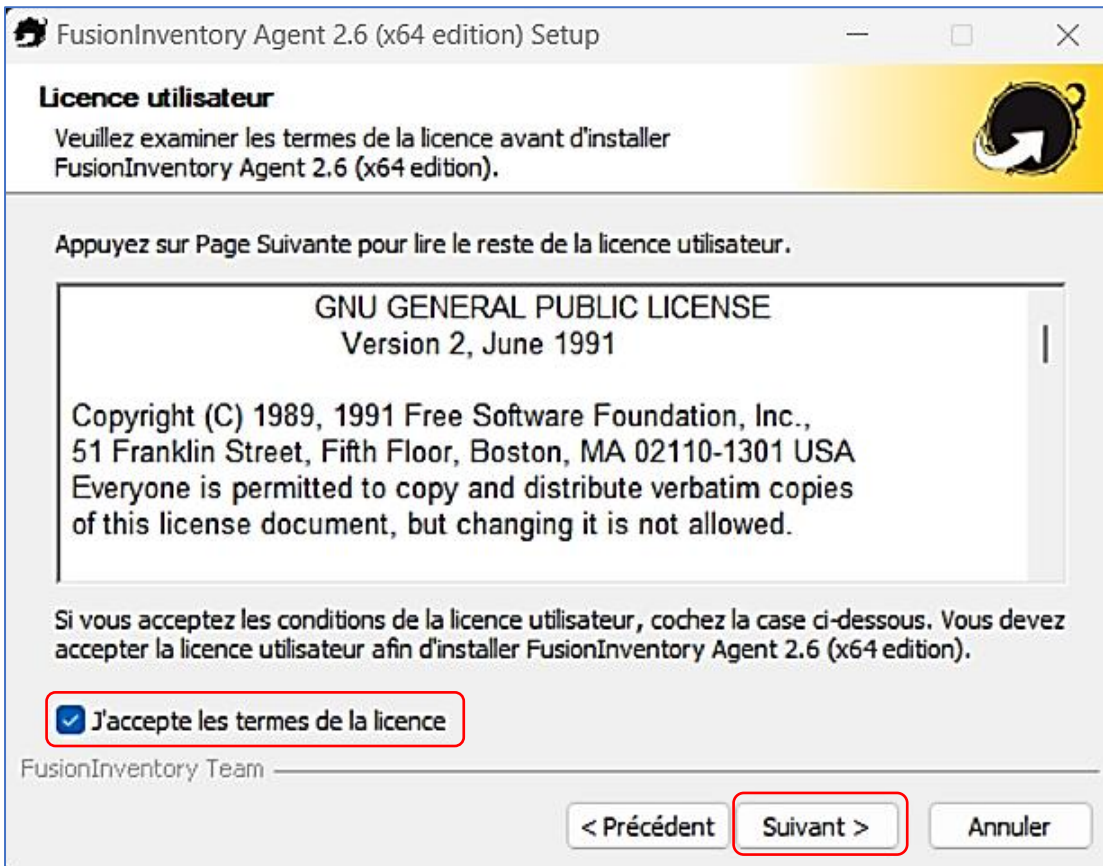 FusionInventory Agent 2.6 (x64 edition) Setup
Licence utilisateur
Veuillez examiner les termes de la licence avant d'installer
FusionInventory Agent 2.6 (x64 edition).
Appuyez sur Page Suivante pour lire le reste de la licence utilisateur.
GNU GENERAL PUBLIC LICENSE
Version 2, June 1991
Copyright (C) 1989, 1991 Free Software Foundation, Inc.,
51 Franklin Street, Fifth Floor, Boston, MA 02110-1301 USA
Everyone is permitted to copy and distribute verbatim copies
of this license document, but changing it is not allowed.
Si vous acceptez les conditions de la licence utilisateur, cochez la case ci-dessous. Vous devez
accepter la licence utilisateur afin d'installer FusionInventory Agent 2.6 (x64 edition).
J'accepte les termes de la licence
FusionInventory Team
< Précédent Suivant > Annuler